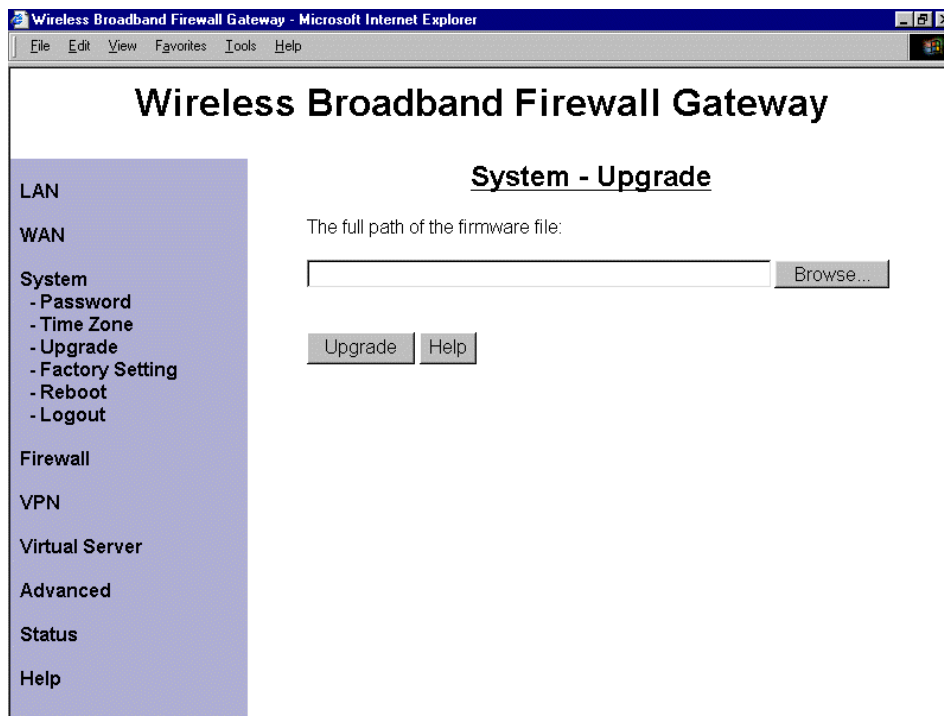 Wireless Broadband Firewall Gateway - Microsoft Internet Explorer
File Edit View Favorites Tools Help
Wireless Broadband Firewall Gateway
LAN
WAN
System
- Password
- Time Zone
- Upgrade
- Factory Setting
- Reboot
- Logout
Firewall
VPN
Virtual Server
Advanced
Status
Help
System - Upgrade
The full path of the firmware file:
Browse...
Upgrade Help